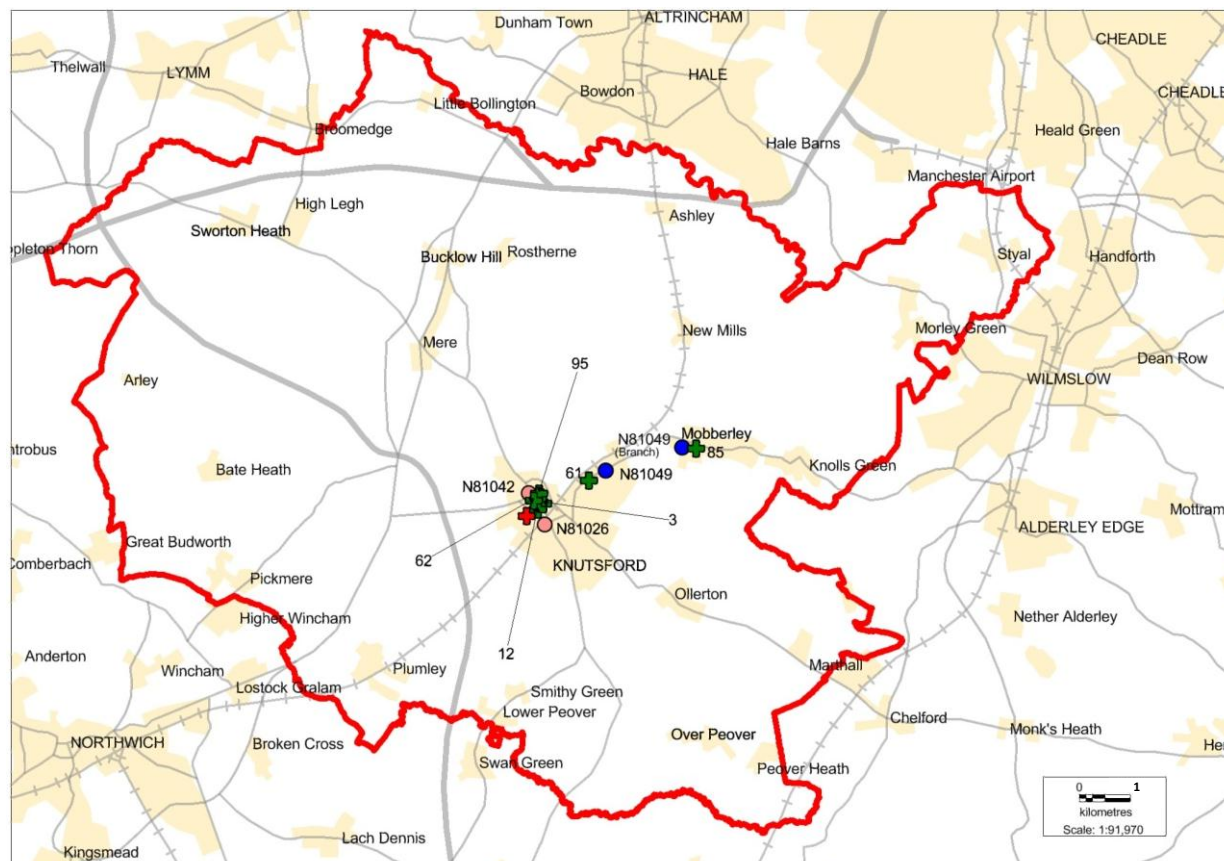 Dunham Town
ALTRINCHAM
CHEADLE
Thelwall
LYMM
HALE
Bowdon
CHEADLE
Little Bollington
Broomedge
Heald Green
Hale Barns
Manchester Airport
High Legh
Ashley
Sworton Heath
ppleton Thorn
Bucklow Hill
Rostherne
Styal
Handforth
New Mills
Morley Green
Mere
Dean Row
95
Arley
WILMSLOW
N81049
Mobberley
(Branch)
85
ntrobus
Bate Heath
61
N81049
Knolls Green
N81042
Mottram
3
N81026
ALDERLEY EDGE
Great Budworth
62
Comberbach
KNUTSFORD
Pickmere
Ollerton
Higher Wincham
Nether Alderley
Anderton
12
Wincham
Plumley
Marthall
Lostock Gralam
Smithy Green
Lower Peover
Chelford
Monk's Heath
NORTHWICH
Broken Cross
Over Peover
He
Swan Green
Peover Heath
0 1
kilometres
Scale: 1:91,970
Lach Dennis
Kingsmead